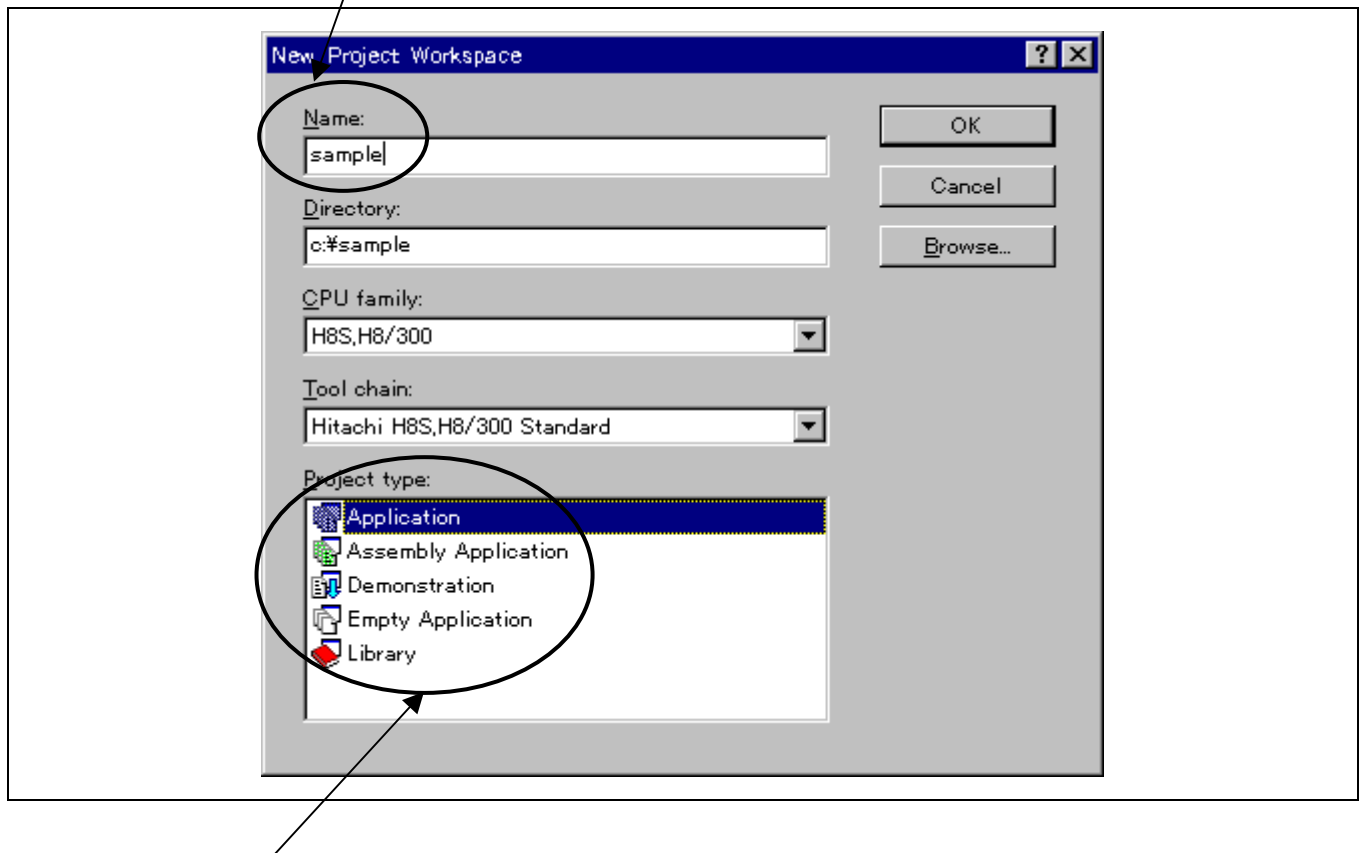 New Project Workspace
Name:
sample
OK
Cancel
Directory:
c:¥sample
Browse...
CPU family:
H8S,H8/300
Tool chain:
Hitachi H8S,H8/300 Standard
Project type:
Application
Assembly Application
Demonstration
Empty Application
Library